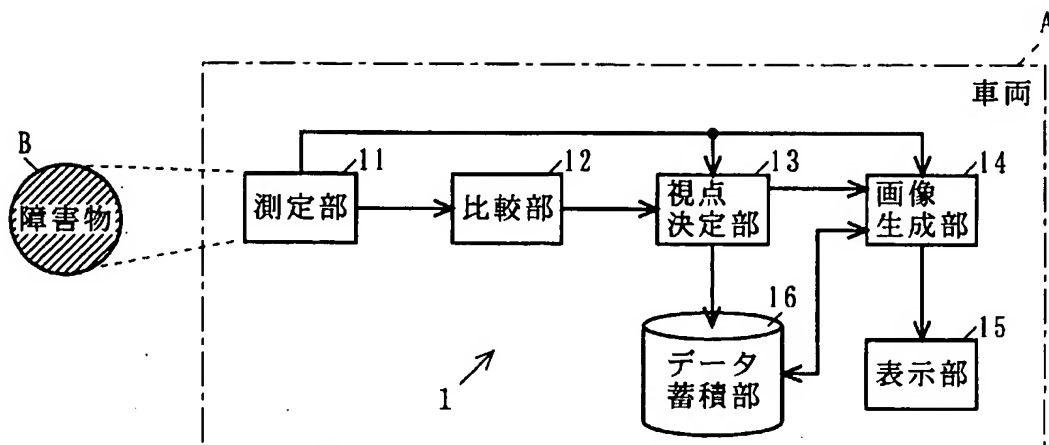 A
車両
B
障害物
11
測定部
12
比較部
13
視点
決定部
14
画像
生成部
16
データ
蓄積部
15
表示部
1